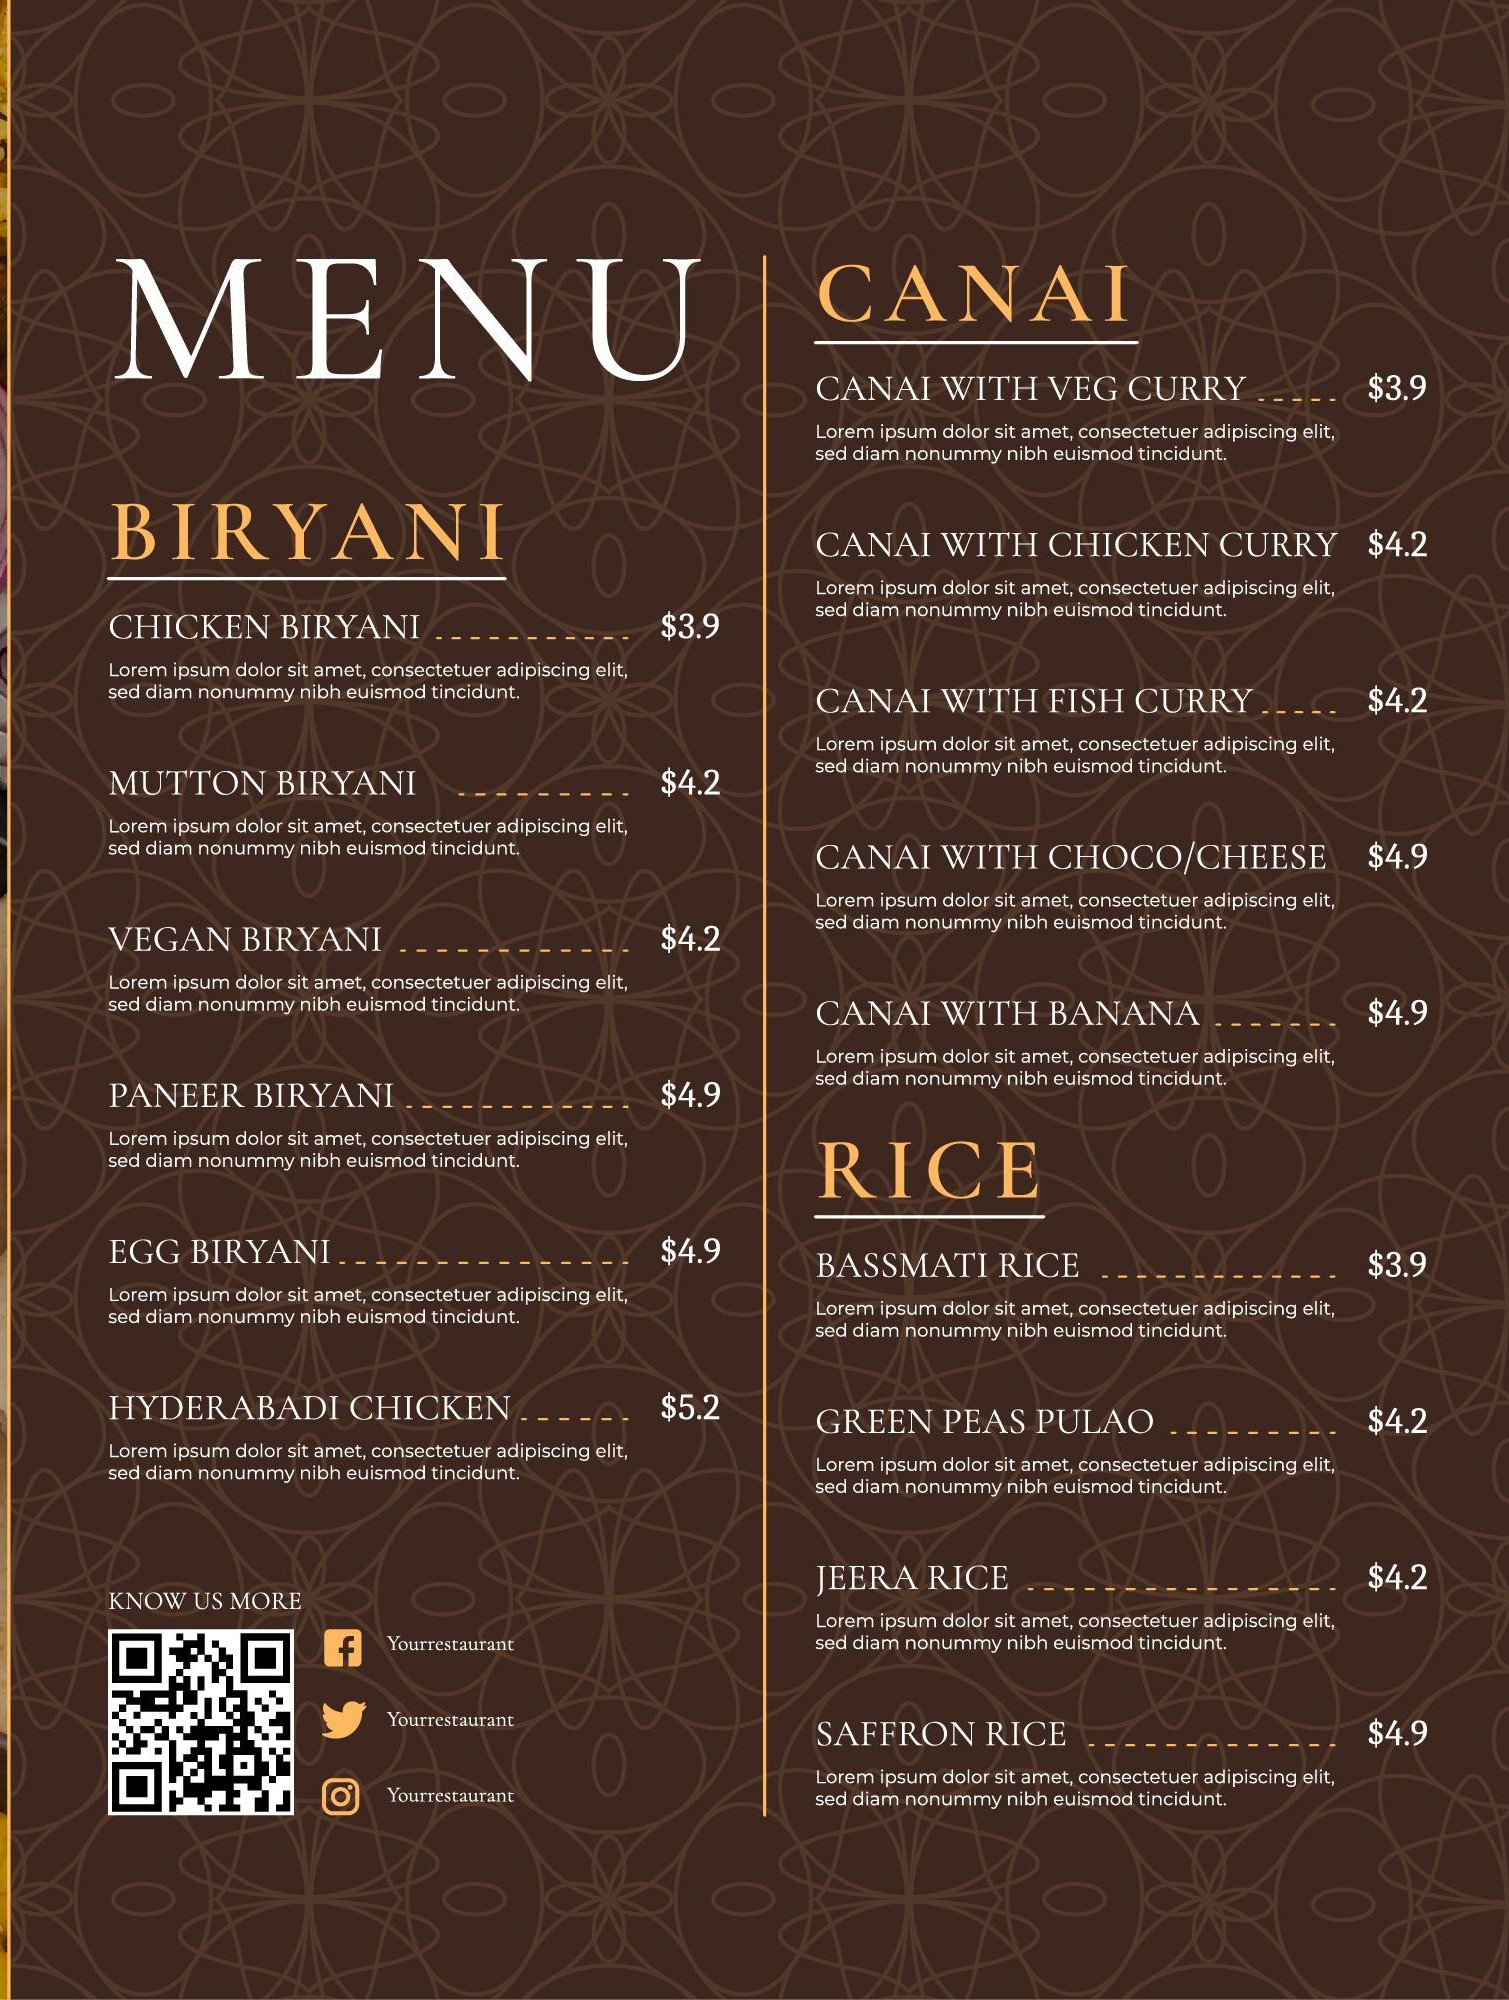 MENU
BIRYANI
CHICKEN BIRYANI $3.9
Lorem ipsum dolor sit amet, consectetuer adipiscing elit,
sed diam nonummy nibh euismod tincidunt.
MUTTON BIRYANI $4.2
Lorem ipsum dolor sit amet, consectetuer adipiscing elit,
sed diam nonummy nibh euismod tincidunt.
VEGAN BIRYANI $4.2
Lorem ipsum dolor sit amet, consectetuer adipiscing elit,
sed diam nonummy nibh euismod tincidunt.
PANEER BIRYANI $4.9
Lorem ipsum dolor sit amet, consectetuer adipiscing elit,
sed diam nonummy nibh euismod tincidunt.
EGG BIRYANI $4.9
Lorem ipsum dolor sit amet, consectetuer adipiscing elit,
sed diam nonummy nibh euismod tincidunt.
HYDERABADI CHICKEN $5.2
Lorem ipsum dolor sit amet, consectetuer adipiscing elit,
sed diam nonummy nibh euismod tincidunt.
KNOW US MORE
Yourrestaurant
Yourrestaurant
Yourrestaurant
CANAI
CANAI WITH VEG CURRY $3.9
Lorem ipsum dolor sit amet, consectetuer adipiscing elit,
sed diam nonummy nibh euismod tincidunt.
CANAI WITH CHICKEN CURRY $4.2
Lorem ipsum dolor sit amet, consectetuer adipiscing elit,
sed diam nonummy nibh euismod tincidunt.
CANAI WITH FISH CURRY $4.2
Lorem ipsum dolor sit amet, consectetuer adipiscing elit,
sed diam nonummy nibh euismod tincidunt.
CANAI WITH CHOCO/CHEESE $4.9
Lorem ipsum dolor sit amet, consectetuer adipiscing elit,
sed diam nonummy nibh euismod tincidunt.
CANAI WITH BANANA $4.9
Lorem ipsum dolor sit amet, consectetuer adipiscing elit,
sed diam nonummy nibh euismod tincidunt.
RICE
BASSMATI RICE $3.9
Lorem ipsum dolor sit amet, consectetuer adipiscing elit,
sed diam nonummy nibh euismod tincidunt.
GREEN PEAS PULAO $4.2
Lorem ipsum dolor sit amet, consectetuer adipiscing elit,
sed diam nonummy nibh euismod tincidunt.
JEERA RICE $4.2
Lorem ipsum dolor sit amet, consectetuer adipiscing elit,
sed diam nonummy nibh euismod tincidunt.
SAFFRON RICE $4.9
Lorem ipsum dolor sit amet, consectetuer adipiscing elit,
sed diam nonummy nibh euismod tincidunt.